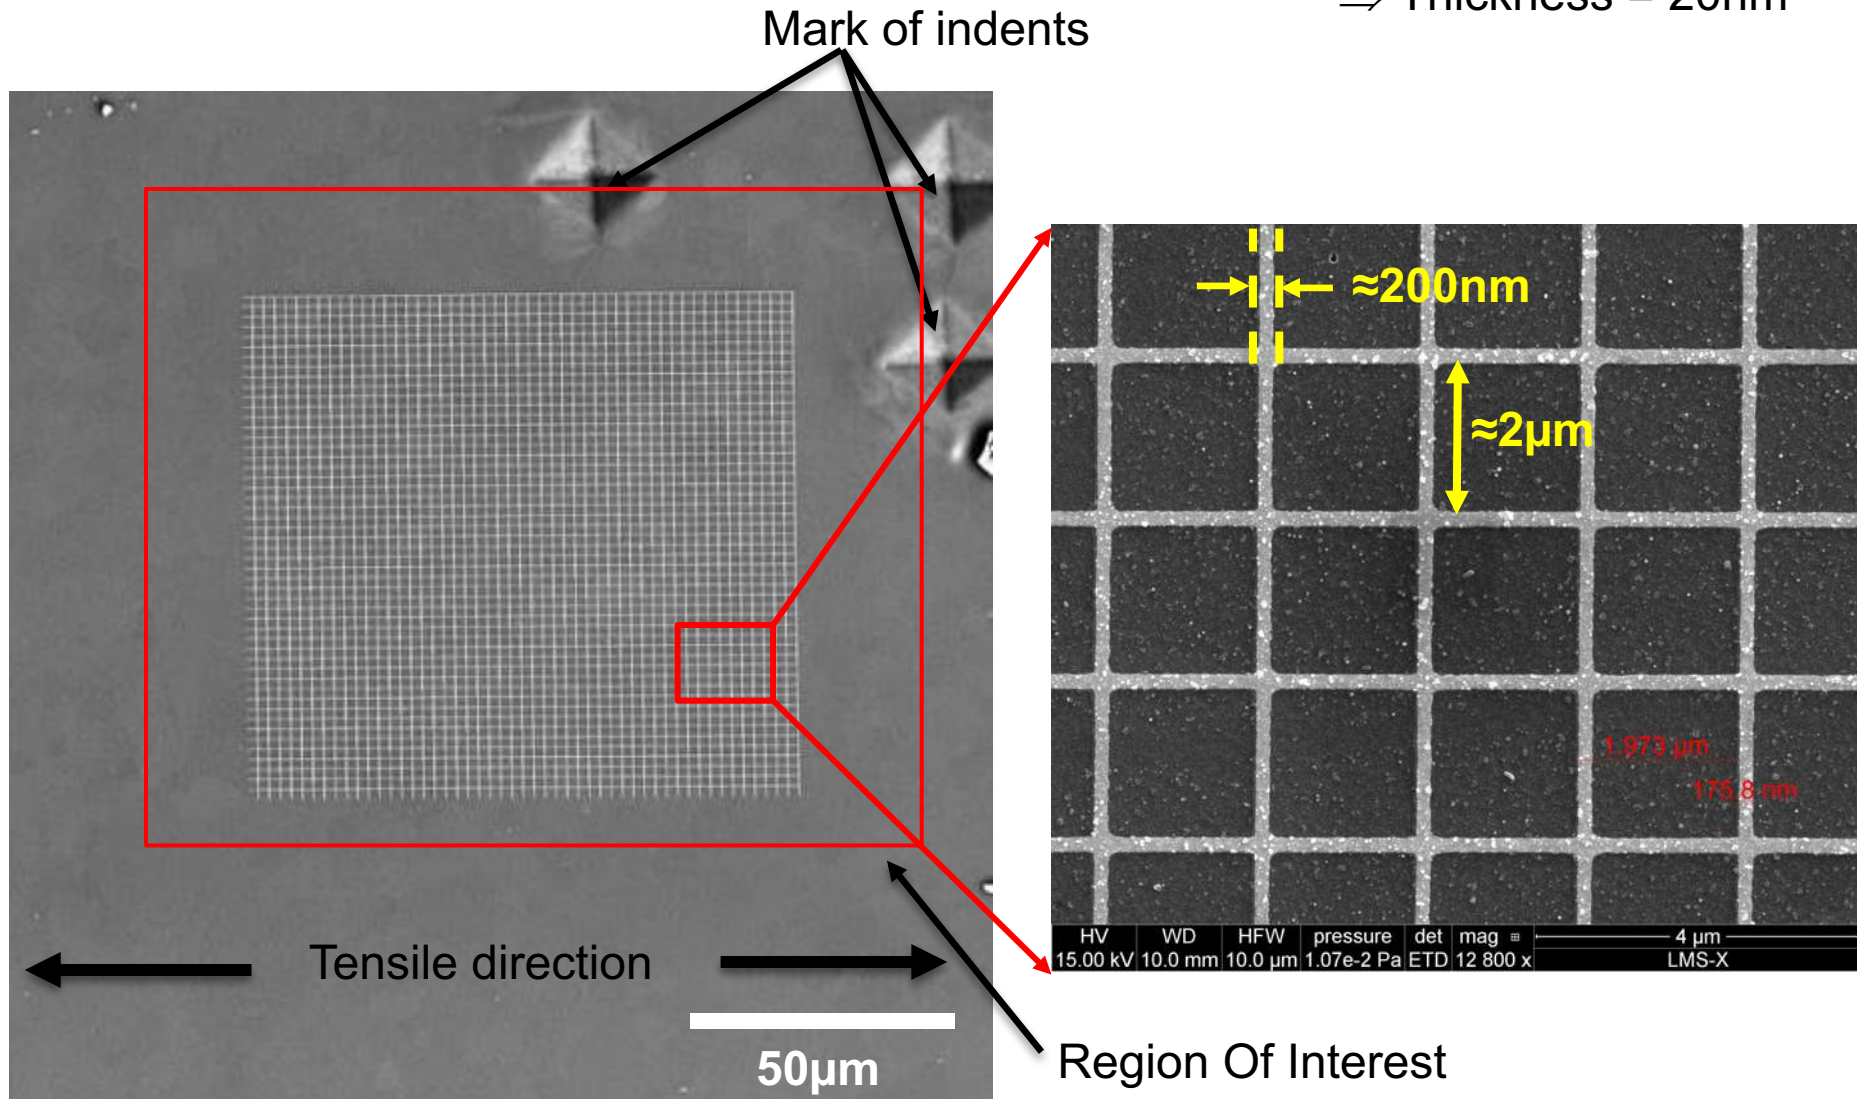 ⇒ Thickness = 20nm
Mark of indents
≈200nm
≈2µm
1.973 µm
175.8 nm
HV WD HFW pressure det mag ⊞ 4 µm
15.00 kV 10.0 mm 10.0 µm 1.07e-2 Pa ETD 12 800 x LMS-X
Tensile direction
50µm
Region Of Interest